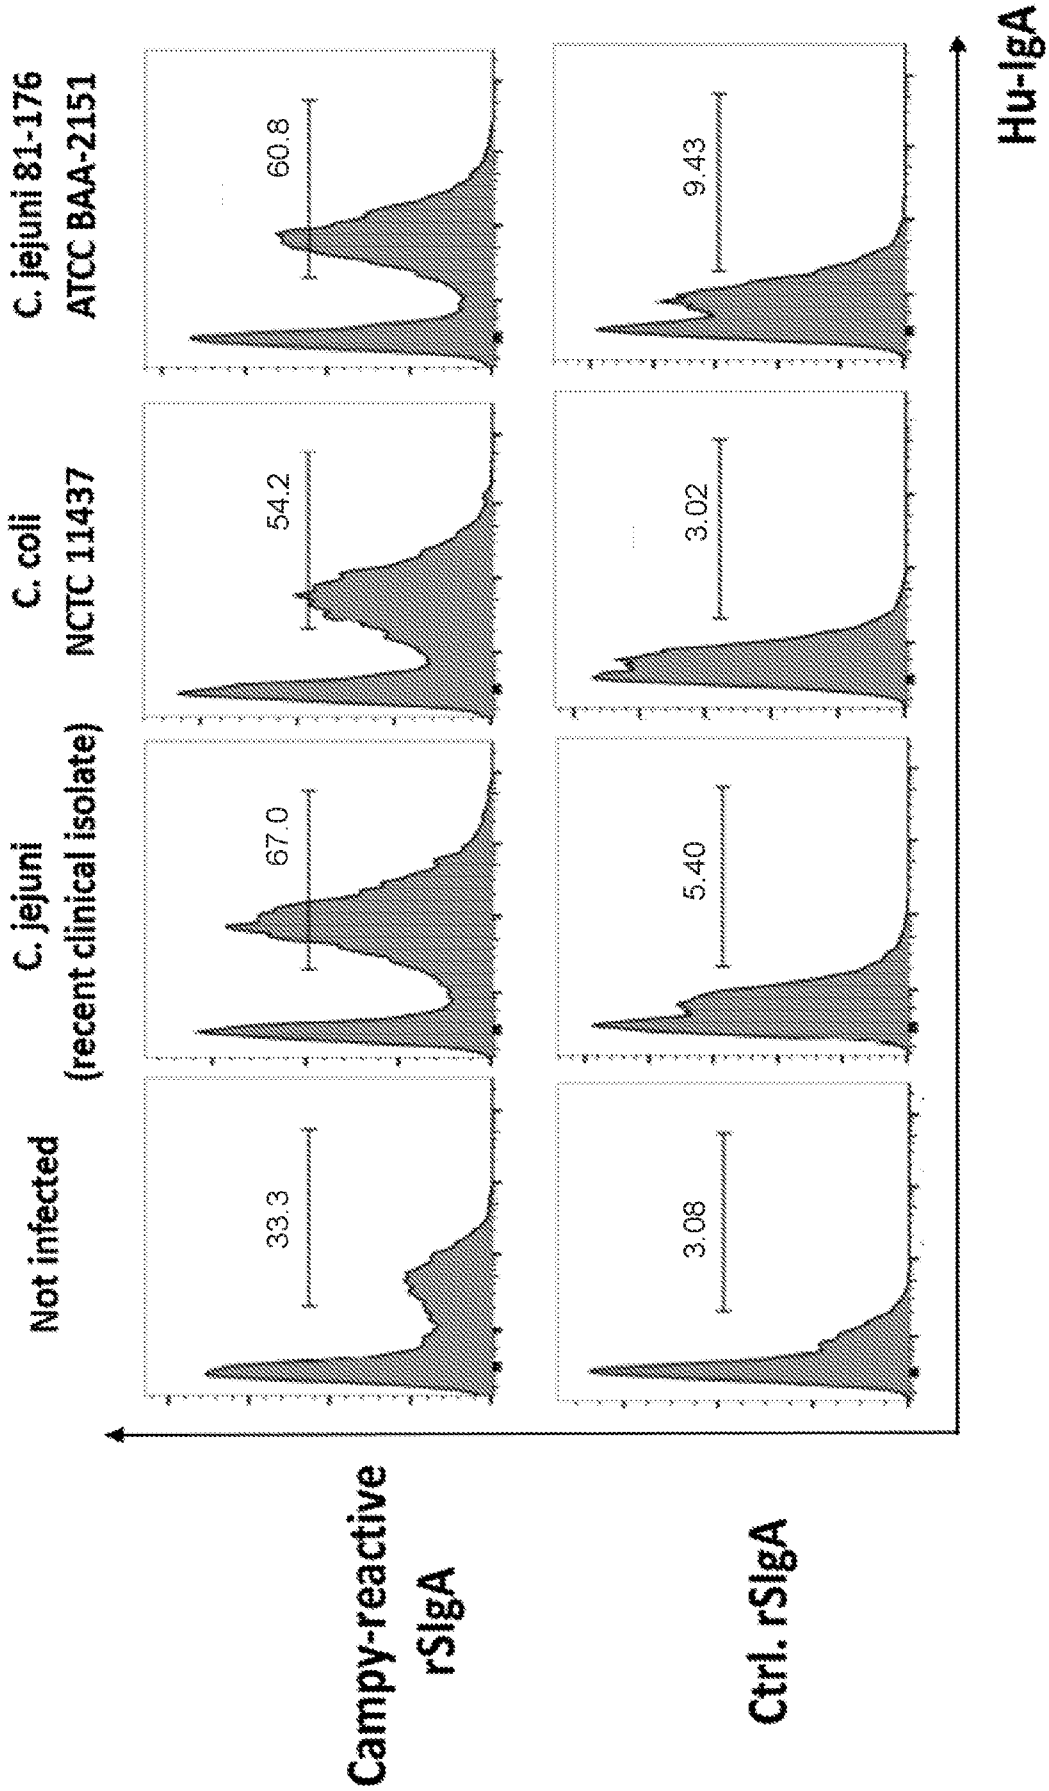 Not infected
C. jejuni
(recent clinical isolate)
C. coli
NCTC 11437
C. jejuni 81-176
ATCC BAA-2151
Campy-reactive
rSIgA
33.3
67.0
54.2
60.8
Ctrl. rSIgA
3.08
5.40
3.02
9.43
Hu-IgA